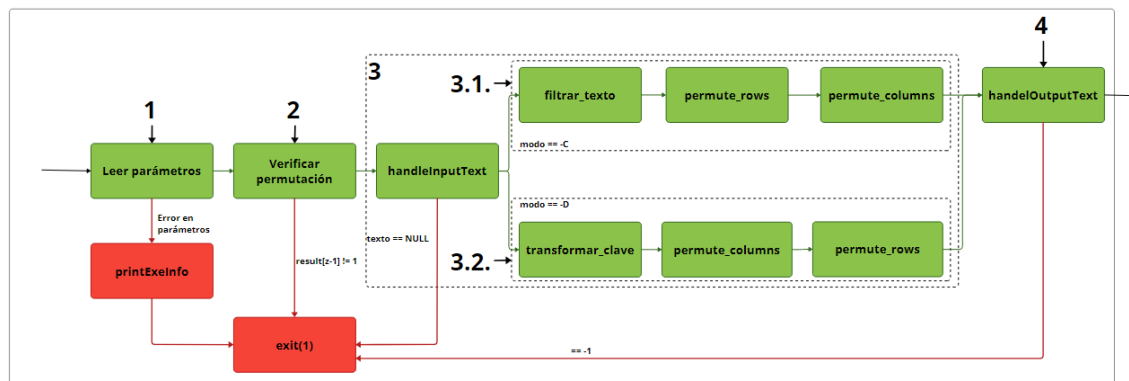 4
3
3.1.
filtrar_texto
permute_rows
permute_columns
handelOutputText
1
2
modo == -C
Leer parámetros
Verificar
permutación
handleInputText
modo == -D
Error en
parámetros
texto == NULL
transformar_clave
permute_columns
permute_rows
3.2.
result[z-1] != 1
printExeInfo
exit(1)
== -1